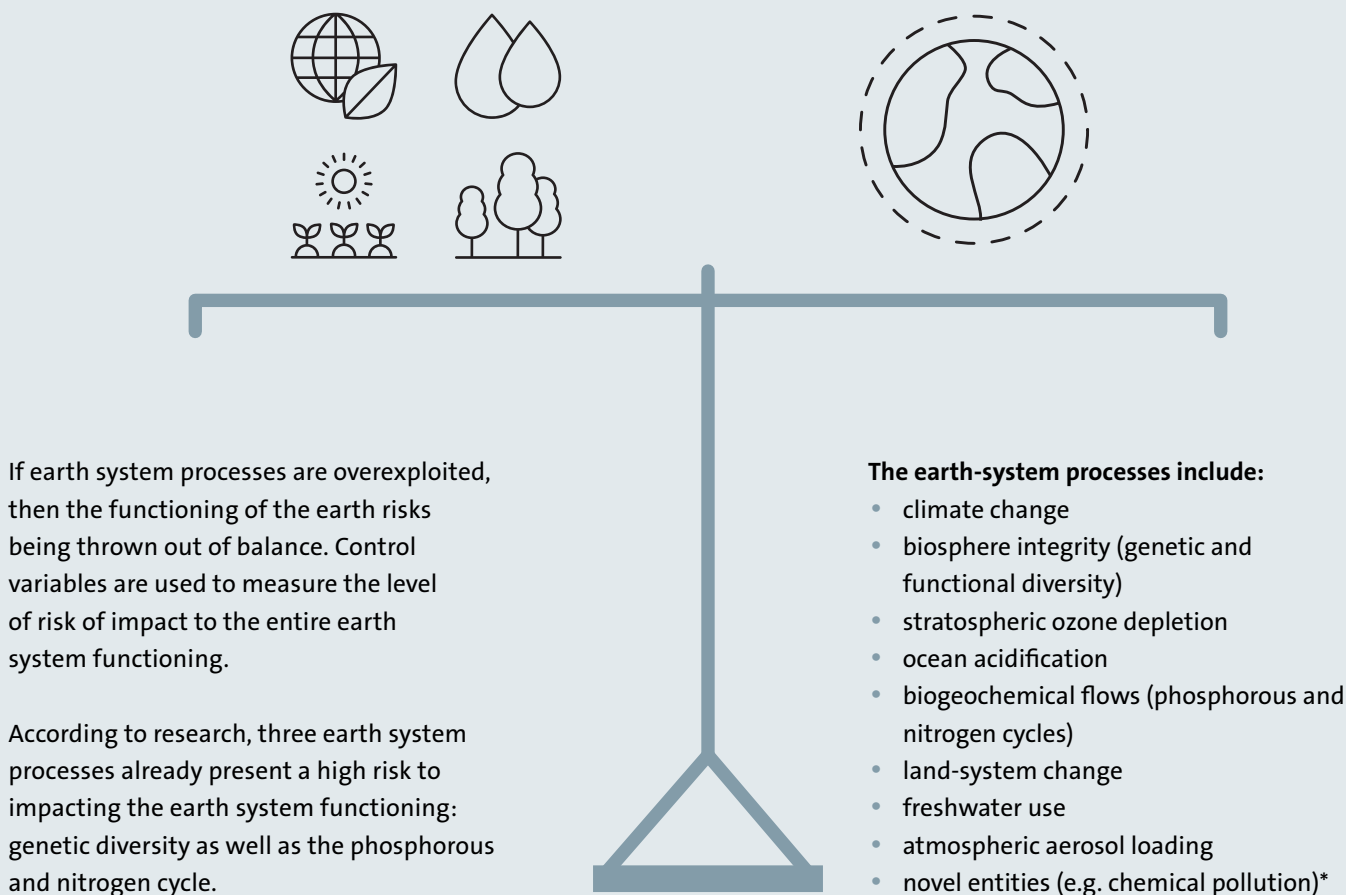 If earth system processes are overexploited,
then the functioning of the earth risks
being thrown out of balance. Control
variables are used to measure the level
of risk of impact to the entire earth
system functioning.
According to research, three earth system
processes already present a high risk to
impacting the earth system functioning:
genetic diversity as well as the phosphorous
and nitrogen cycle.
The earth-system processes include:
• climate change
• biosphere integrity (genetic and
functional diversity)
• stratospheric ozone depletion
• ocean acidification
• biogeochemical flows (phosphorous and
nitrogen cycles)
• land-system change
• freshwater use
• atmospheric aerosol loading
• novel entities (e.g. chemical pollution)*